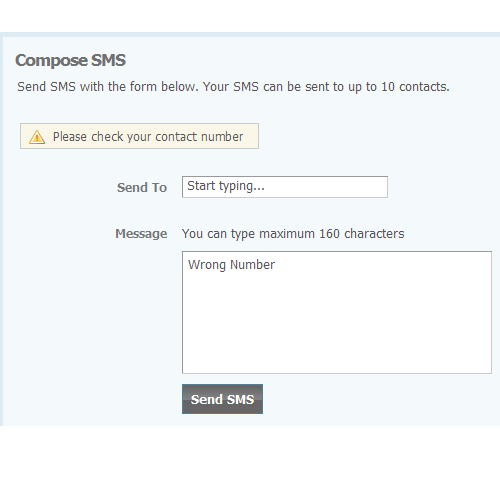 Compose SMS
Send SMS with the form below. Your SMS can be sent to up to 10 contacts.
Please check your contact number
Send To
Start typing...
Message
You can type maximum 160 characters
Wrong Number
Send SMS